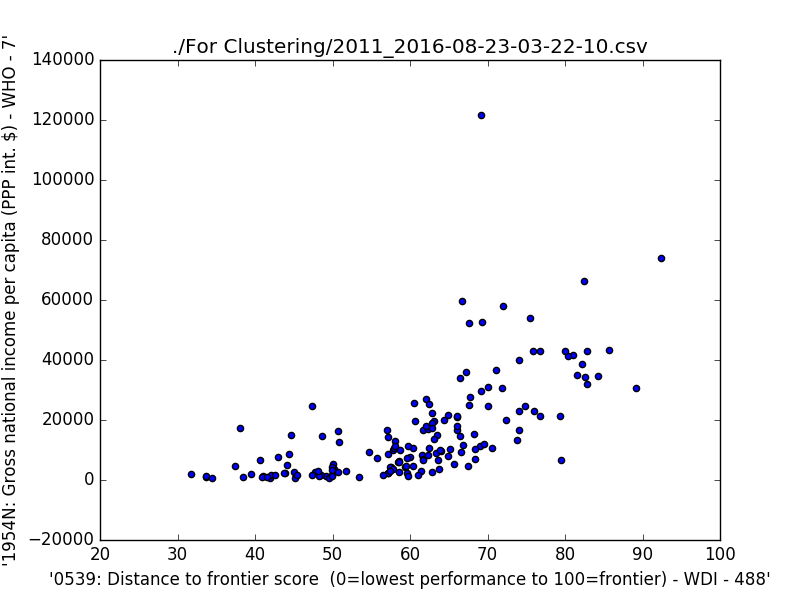 ./For Clustering/2011_2016-08-23-03-22-10.csv
'1954N: Gross national income per capita (PPP int. $) - WHO - 7'
140000
120000
100000
80000
60000
40000
20000
0
−20000
20 30 40 50 60 70 80 90 100
'0539: Distance to frontier score  (0=lowest performance to 100=frontier) - WDI - 488'